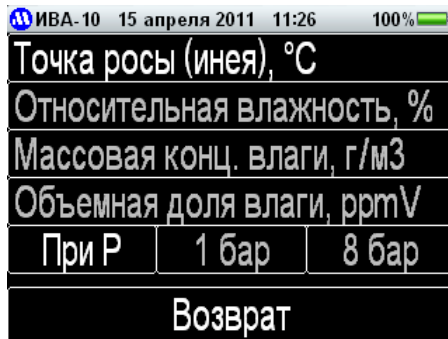 ИВА-10 15 апреля 2011 11:26 100%
Точка росы (инея), °C
Относительная влажность, %
Массовая конц. влаги, г/м3
Объемная доля влаги, ppmV
При P 1 бар 8 бар
Возврат